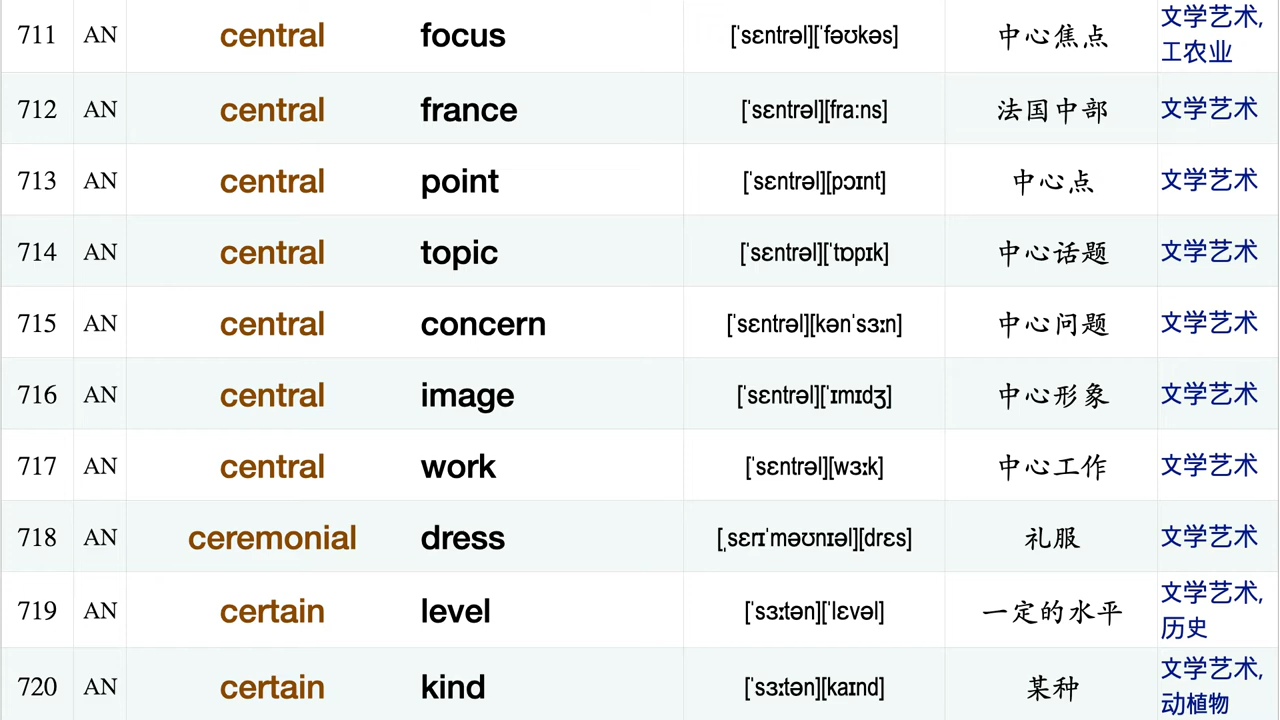 711 AN central focus [ˈsɛntrəl][ˈfəʊkəs] 中心焦点 文学艺术, 工农业
712 AN central france [ˈsɛntrəl][fra:ns] 法国中部 文学艺术
713 AN central point [ˈsɛntrəl][pɔɪnt] 中心点 文学艺术
714 AN central topic [ˈsɛntrəl][ˈtɒpɪk] 中心话题 文学艺术
715 AN central concern [ˈsɛntrəl][kənˈsɜːn] 中心问题 文学艺术
716 AN central image [ˈsɛntrəl][ˈɪmɪdʒ] 中心形象 文学艺术
717 AN central work [ˈsɛntrəl][wɜːk] 中心工作 文学艺术
718 AN ceremonial dress [ˌsɛrɪˈməʊnɪəl][drɛs] 礼服 文学艺术
719 AN certain level [ˈsɜːtən][ˈlɛvəl] 一定的水平 文学艺术, 历史
720 AN certain kind [ˈsɜːtən][kaɪnd] 某种 文学艺术, 动植物